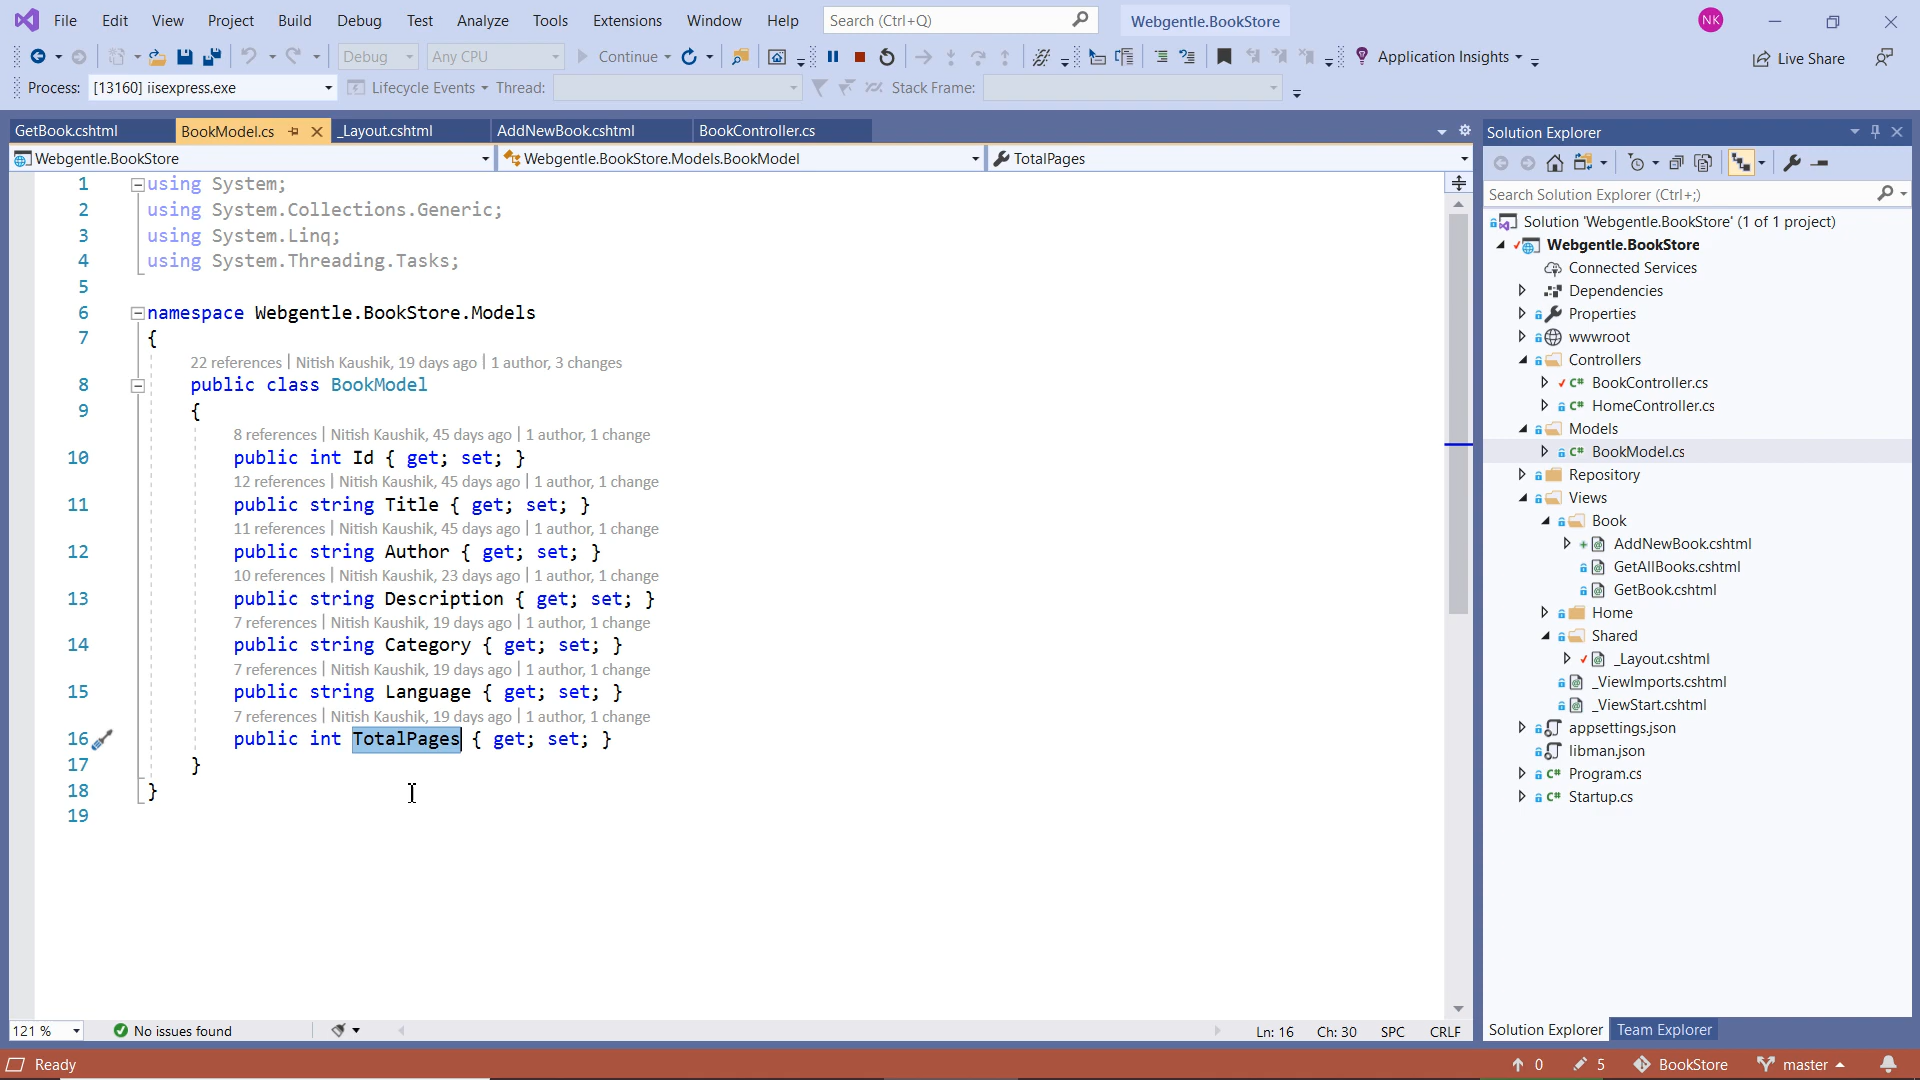 File Edit View Project Build Debug Test Analyze Tools Extensions Window Help Search (Ctrl+Q) Webgentle.BookStore NK
Debug Any CPU Continue Application Insights Live Share
Process: [13160] iisexpress.exe Lifecycle Events Thread: Stack Frame:
GetBook.cshtml BookModel.cs _Layout.cshtml AddNewBook.cshtml BookController.cs
Webgentle.BookStore Webgentle.BookStore.Models.BookModel TotalPages
1 using System;
2 using System.Collections.Generic;
3 using System.Linq;
4 using System.Threading.Tasks;
5
6 namespace Webgentle.BookStore.Models
7 {
22 references | Nitish Kaushik, 19 days ago | 1 author, 3 changes
8 public class BookModel
9 {
8 references | Nitish Kaushik, 45 days ago | 1 author, 1 change
10 public int Id { get; set; }
12 references | Nitish Kaushik, 45 days ago | 1 author, 1 change
11 public string Title { get; set; }
11 references | Nitish Kaushik, 45 days ago | 1 author, 1 change
12 public string Author { get; set; }
10 references | Nitish Kaushik, 23 days ago | 1 author, 1 change
13 public string Description { get; set; }
7 references | Nitish Kaushik, 19 days ago | 1 author, 1 change
14 public string Category { get; set; }
7 references | Nitish Kaushik, 19 days ago | 1 author, 1 change
15 public string Language { get; set; }
7 references | Nitish Kaushik, 19 days ago | 1 author, 1 change
16 public int TotalPages { get; set; }
17 }
18 }
19
121 % No issues found Ln: 16 Ch: 30 SPC CRLF
Solution Explorer
Search Solution Explorer (Ctrl+;)
Solution 'Webgentle.BookStore' (1 of 1 project)
Webgentle.BookStore
Connected Services
Dependencies
Properties
wwwroot
Controllers
C# BookController.cs
C# HomeController.cs
Models
C# BookModel.cs
Repository
Views
Book
AddNewBook.cshtml
GetAllBooks.cshtml
GetBook.cshtml
Home
Shared
_Layout.cshtml
_ViewImports.cshtml
_ViewStart.cshtml
appsettings.json
libman.json
C# Program.cs
C# Startup.cs
Solution Explorer Team Explorer
Ready 0 5 BookStore master